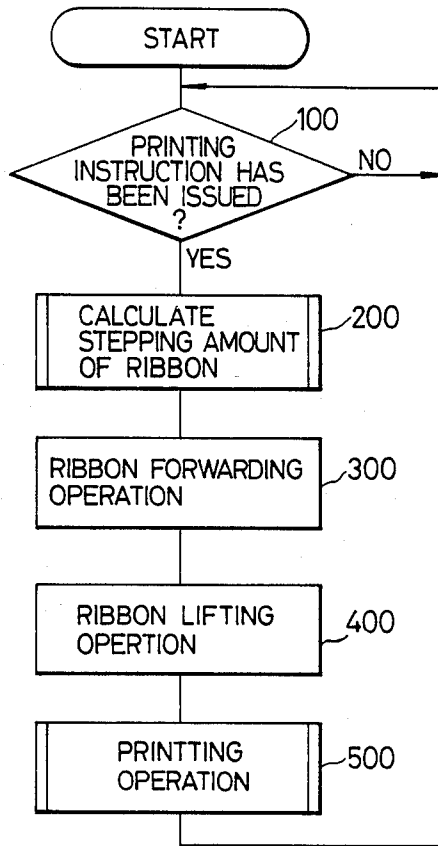 START
100
PRINTING
INSTRUCTION HAS
BEEN ISSUED
?
NO
YES
CALCULATE
STEPPING AMOUNT
OF RIBBON
200
RIBBON FORWARDING
OPERATION
300
RIBBON LIFTING
OPERTION
400
PRINTTING
OPERATION
500